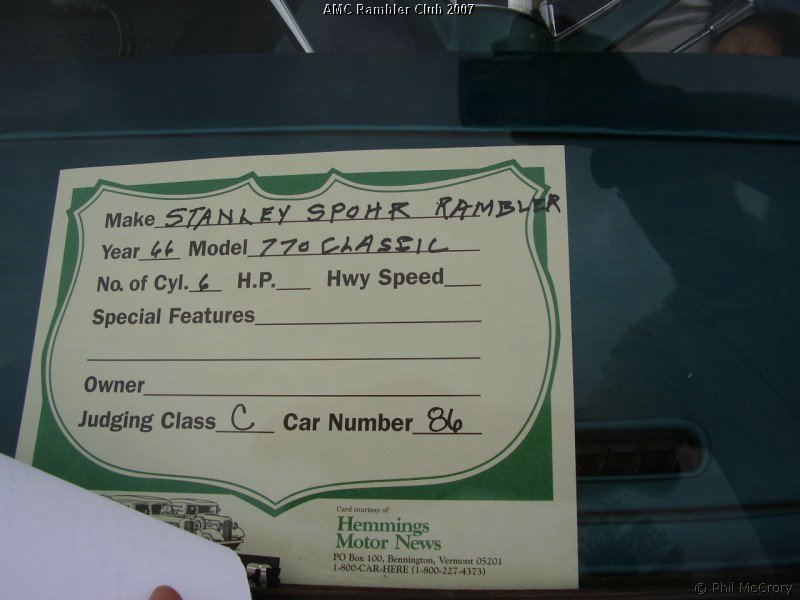 AMC Rambler Club 2007
Make STANLEY SPOHR RAMBLER
Year 66 Model 770 CLASSIC
No. of Cyl. 6 H.P.___ Hwy Speed___
Special Features
Owner
Judging Class C Car Number 86
Card courtesy of:
Hemmings
Motor News
PO Box 100, Bennington, Vermont 05201
1-800-CAR-HERE (1-800-227-4373)
© Phil McCrory